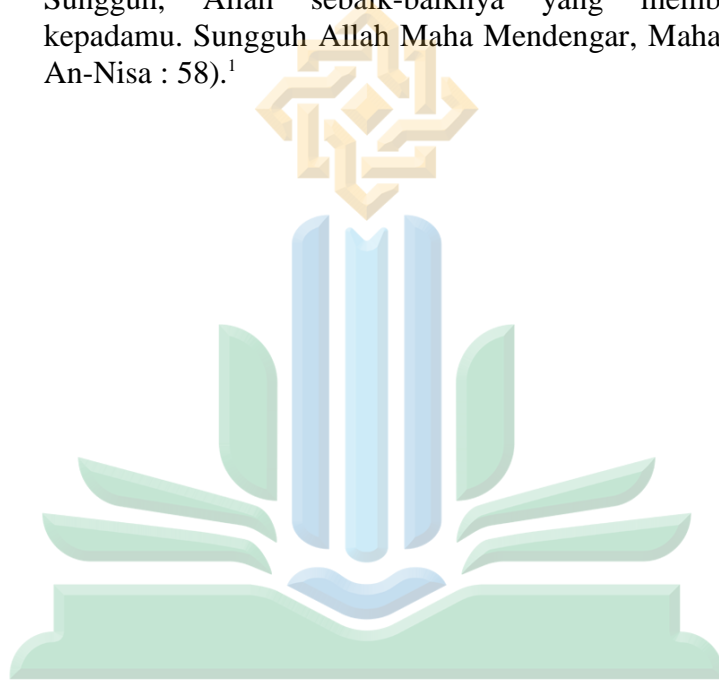 Sungguh, Allah sebaik-baiknya yang memb
kepadamu. Sungguh Allah Maha Mendengar, Maha
An-Nisa : 58).¹